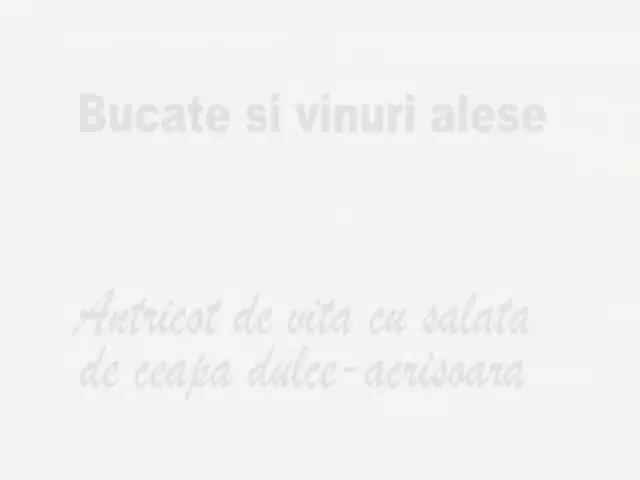 Bucate si vinuri alese
Antricot de vita cu salata
de ceapa dulce-acrisoara